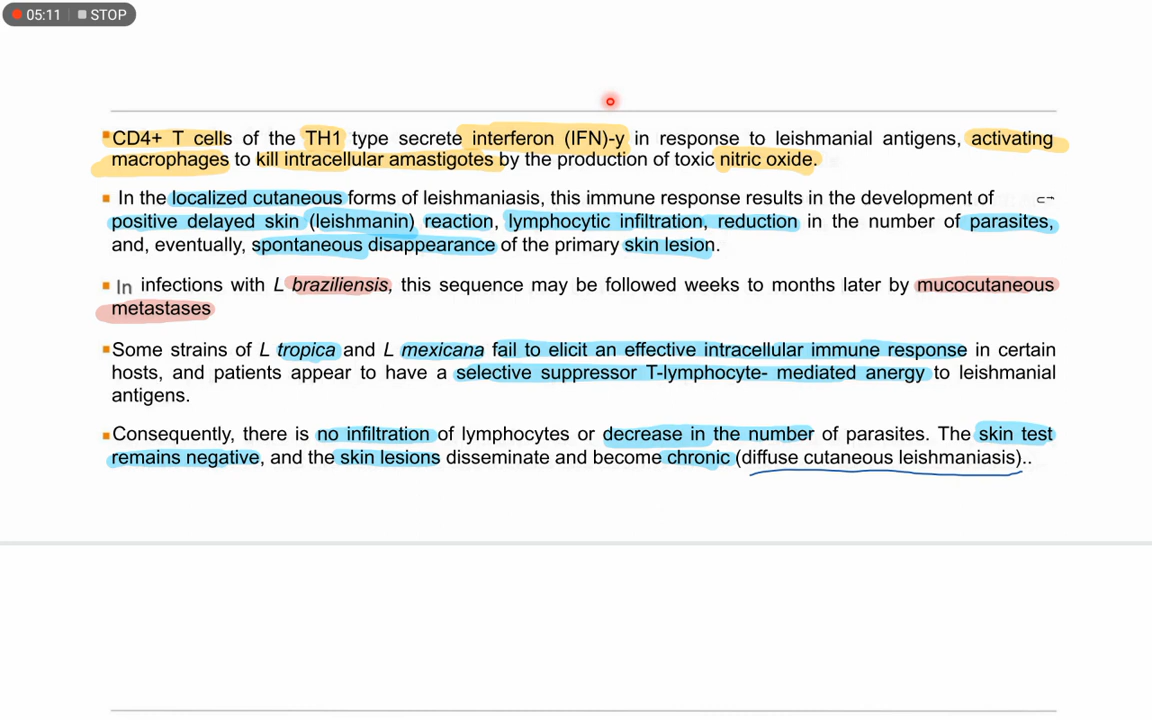 05:11 STOP
▪CD4+ T cells of the TH1 type secrete interferon (IFN)-y in response to leishmanial antigens, activating
macrophages to kill intracellular amastigotes by the production of toxic nitric oxide.
▪ In the localized cutaneous forms of leishmaniasis, this immune response results in the development of
positive delayed skin (leishmanin) reaction, lymphocytic infiltration, reduction in the number of parasites,
and, eventually, spontaneous disappearance of the primary skin lesion.
▪ In infections with L braziliensis, this sequence may be followed weeks to months later by mucocutaneous
metastases
▪Some strains of L tropica and L mexicana fail to elicit an effective intracellular immune response in certain
hosts, and patients appear to have a selective suppressor T-lymphocyte- mediated anergy to leishmanial
antigens.
▪Consequently, there is no infiltration of lymphocytes or decrease in the number of parasites. The skin test
remains negative, and the skin lesions disseminate and become chronic (diffuse cutaneous leishmaniasis)..